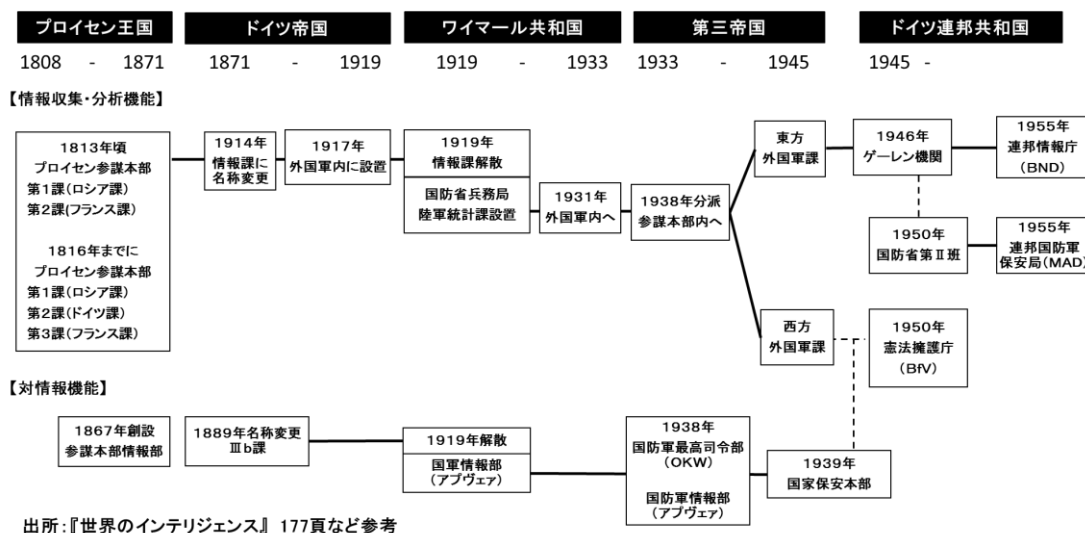 プロイセン王国
ドイツ帝国
ワイマール共和国
第三帝国
ドイツ連邦共和国
1808 - 1871
1871 - 1919
1919 - 1933
1933 - 1945
1945 -
【情報収集・分析機能】
1813年頃
プロイセン参謀本部
第1課(ロシア課)
第2課(フランス課)
1816年までに
プロイセン参謀本部
第1課(ロシア課)
第2課(ドイツ課)
第3課(フランス課)
1914年
情報課に
名称変更
1917年
外国軍内に設置
1919年
情報課解散
国防省兵務局
陸軍統計課設置
1931年
外国軍内へ
1938年分派
参謀本部内へ
東方
外国軍課
西方
外国軍課
1946年
ゲーレン機関
1955年
連邦情報庁
(BND)
1950年
国防省第Ⅱ班
1955年
連邦国防軍
保安局(MAD)
1950年
憲法擁護庁
(BfV)
【対情報機能】
1867年創設
参謀本部情報部
1889年名称変更
Ⅲb課
1919年解散
国軍情報部
(アプヴェァ)
1938年
国防軍最高司令部
(OKW)
国防軍情報部
(アプヴェァ)
1939年
国家保安本部
出所:『世界のインテリジェンス』 177頁など参考